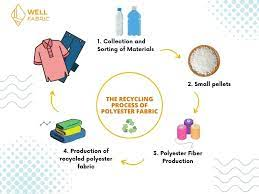 WELL
FABRIC
1. Collection and
Sorting of Materials
2. Small pellets
THE RECYCLING
PROCESS OF
POLYESTER FABRIC
3. Polyester Fiber
Production
4. Production of
recycled polyester
fabric